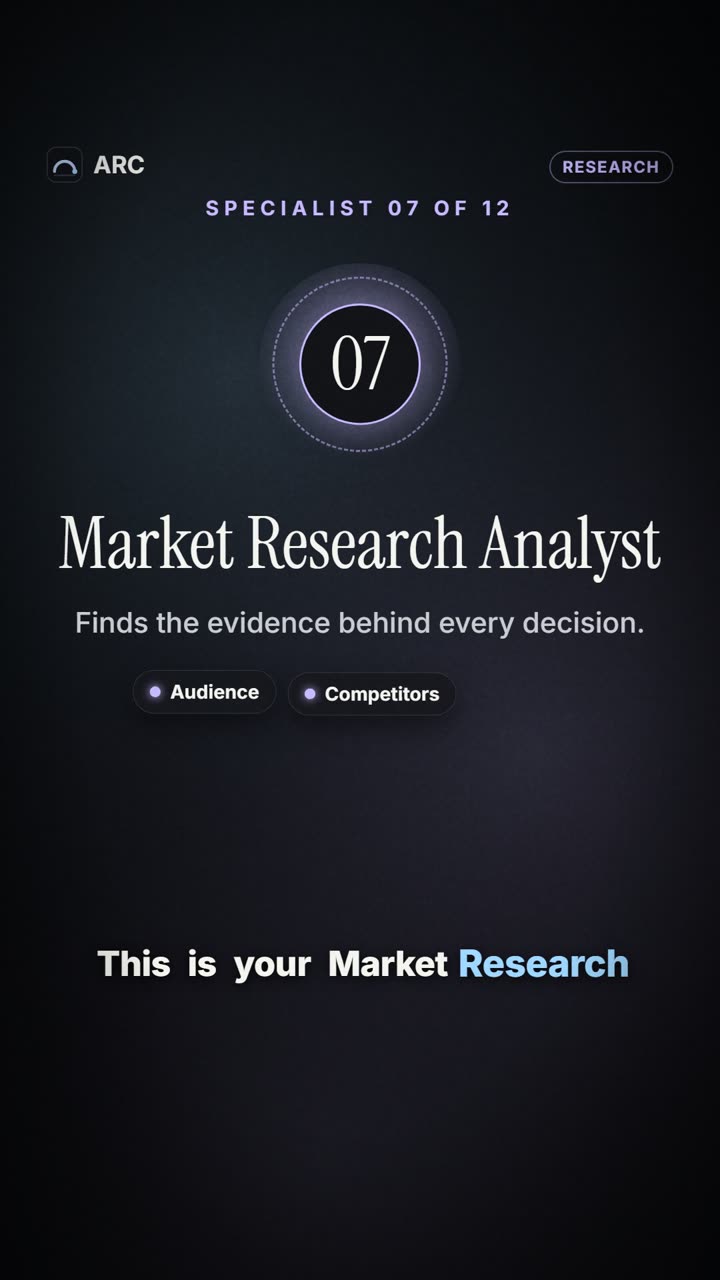 ARC
RESEARCH
SPECIALIST 07 OF 12
07
Market Research Analyst
Finds the evidence behind every decision.
Audience
Competitors
This is your Market Research